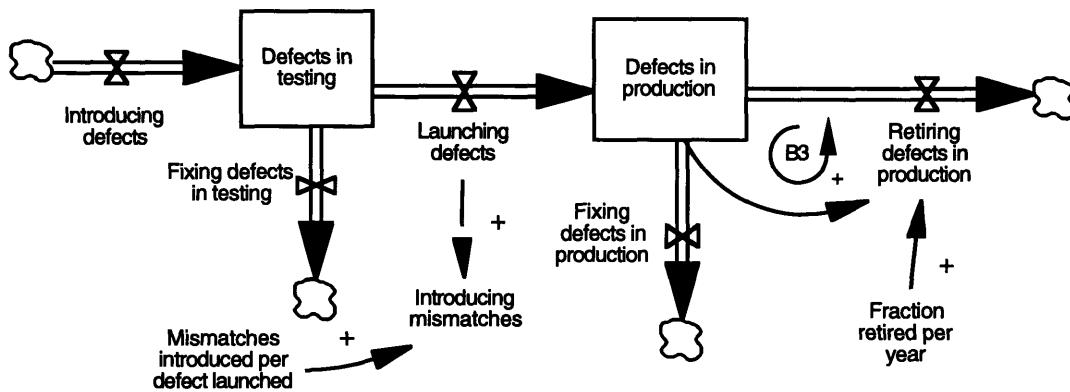 Defects in
testing
Defects in
production
Introducing
defects
Launching
defects
B3
Retiring
defects in
production
+
Fixing defects
in testing
Fixing
defects in
production
+
+
Introducing
mismatches
Fraction
retired per
year
Mismatches
introduced per
defect launched
+